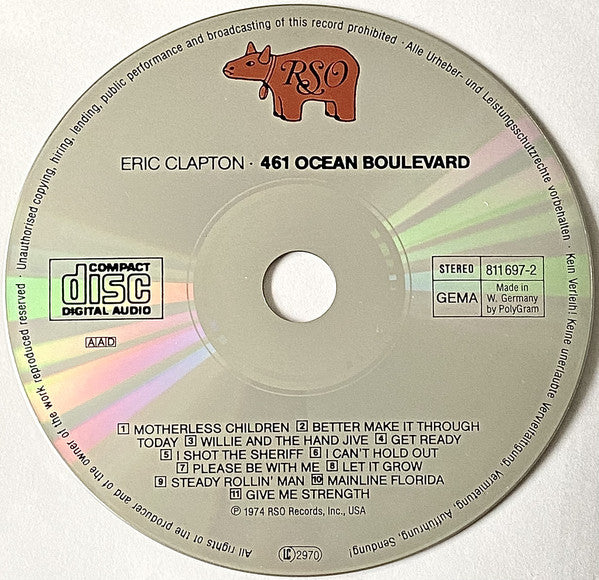 RSO
ERIC CLAPTON · 461 OCEAN BOULEVARD
COMPACT
disc
DIGITAL AUDIO
AAD
STEREO 811 697-2
GEMA Made in
W. Germany
by PolyGram
1 MOTHERLESS CHILDREN 2 BETTER MAKE IT THROUGH
TODAY 3 WILLIE AND THE HAND JIVE 4 GET READY
5 I SHOT THE SHERIFF 6 I CAN'T HOLD OUT
7 PLEASE BE WITH ME 8 LET IT GROW
9 STEADY ROLLIN' MAN 10 MAINLINE FLORIDA
11 GIVE ME STRENGTH
℗ 1974 RSO Records, Inc., USA
LC 2970
All rights of the producer and of the owner of the work reproduced reserved · Unauthorised copying, hiring, lending, public performance and broadcasting of this record prohibited · Alle Urheber- und Leistungsschutzrechte vorbehalten · Kein Verleih! Keine unerlaubte Vervielfältigung, Vermietung, Aufführung, Sendung!